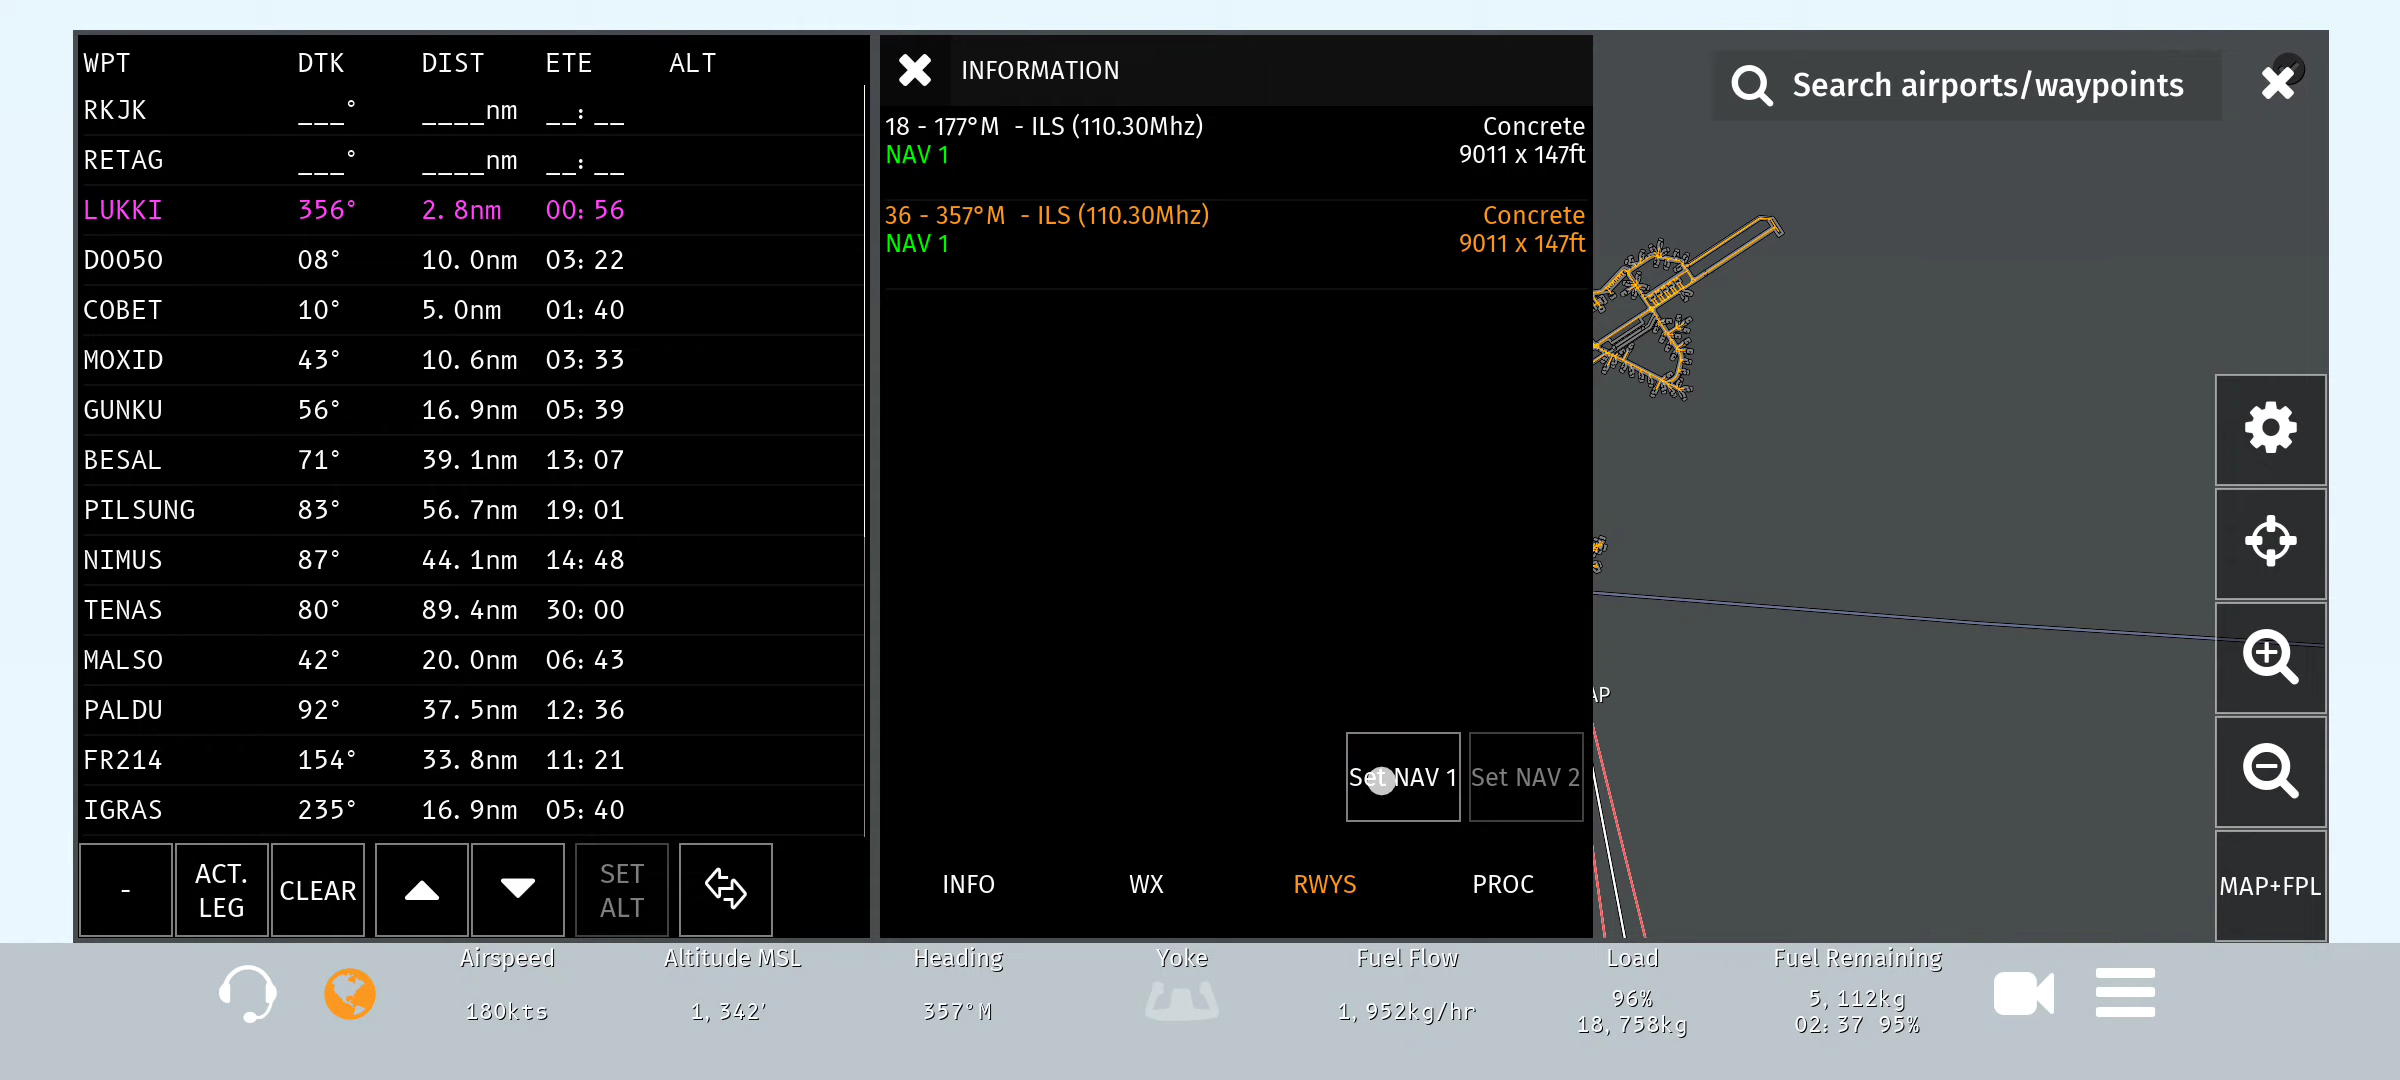 WPT DTK DIST ETE ALT
RKJK ___° ____nm __:__
RETAG ___° ____nm __:__
LUKKI 356° 2.8nm 00:56
D005O 08° 10.0nm 03:22
COBET 10° 5.0nm 01:40
MOXID 43° 10.6nm 03:33
GUNKU 56° 16.9nm 05:39
BESAL 71° 39.1nm 13:07
PILSUNG 83° 56.7nm 19:01
NIMUS 87° 44.1nm 14:48
TENAS 80° 89.4nm 30:00
MALSO 42° 20.0nm 06:43
PALDU 92° 37.5nm 12:36
FR214 154° 33.8nm 11:21
IGRAS 235° 16.9nm 05:40
-
ACT. LEG
CLEAR
SET ALT
INFORMATION
18 - 177°M - ILS (110.30Mhz) Concrete
NAV 1 9011 x 147ft
36 - 357°M - ILS (110.30Mhz) Concrete
NAV 1 9011 x 147ft
Set NAV 1 Set NAV 2
INFO WX RWYS PROC
Search airports/waypoints
AP
MAP+FPL
Airspeed Altitude MSL Heading Yoke Fuel Flow Load Fuel Remaining
180kts 1,342' 357°M 1,952kg/hr 96% 5,112kg
18,758kg 02:37 95%